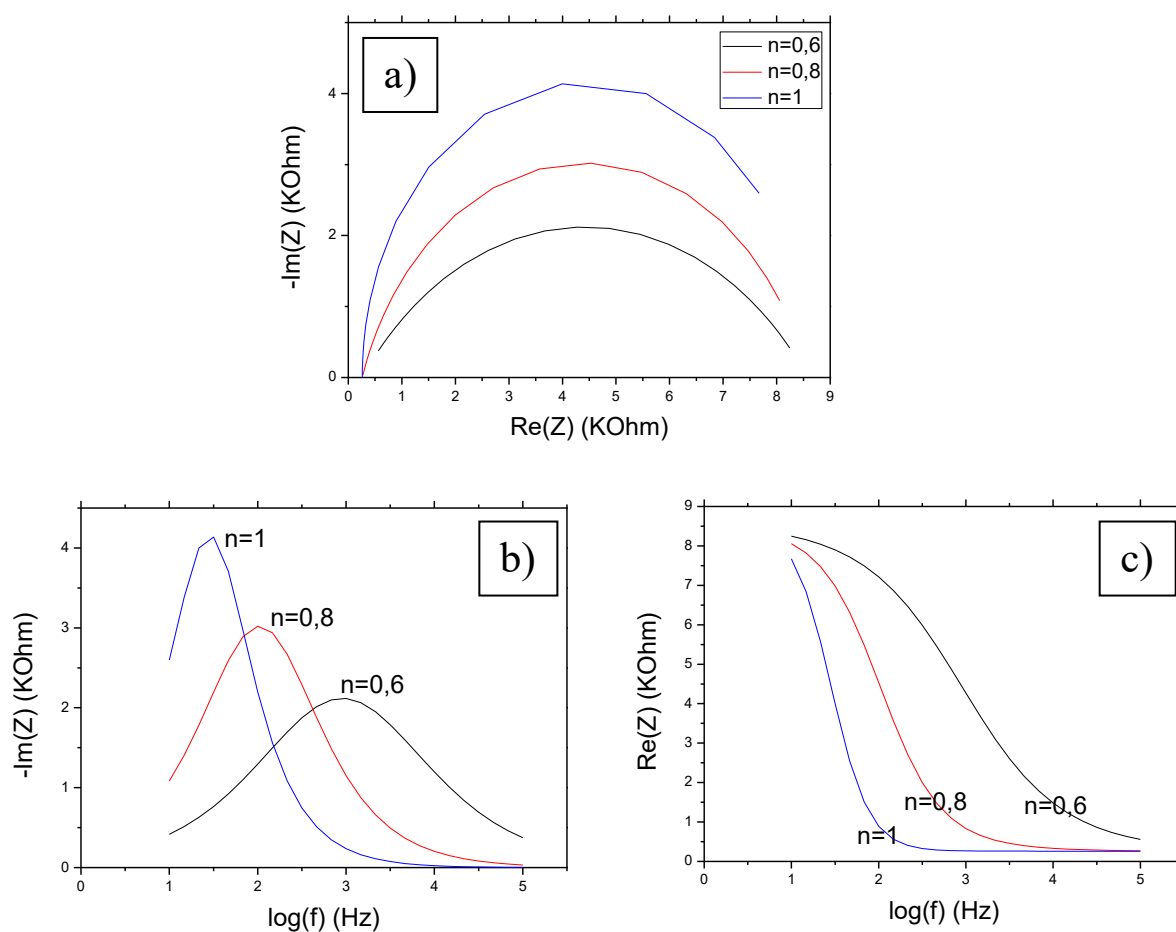 a)
n=0,6
n=0,8
n=1
-Im(Z) (KOhm)
4
2
0
0 1 2 3 4 5 6 7 8 9
Re(Z) (KOhm)
b)
n=1
n=0,8
n=0,6
-Im(Z) (KOhm)
4
3
2
1
0
0 1 2 3 4 5
log(f) (Hz)
c)
Re(Z) (KOhm)
9
8
7
6
5
4
3
2
1
0
n=0,8
n=0,6
n=1
0 1 2 3 4 5
log(f) (Hz)